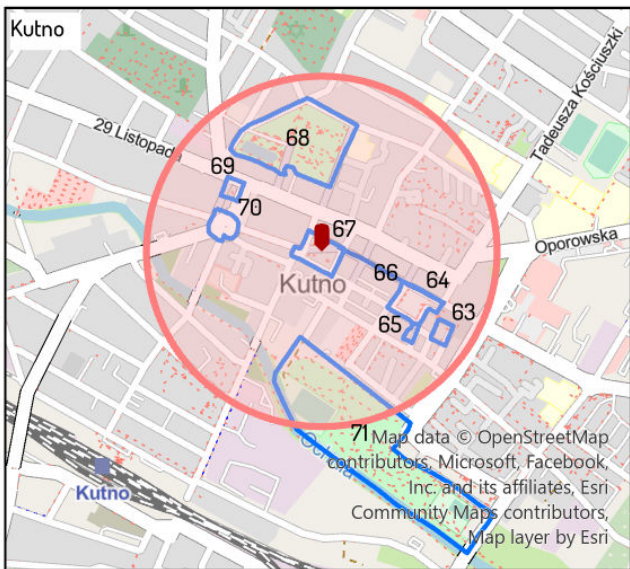 Kutno
Tadeusza Kościuszki
29 Listopada
68
69
70
67
Oporowska
66
64
Kutno
65
63
71
Map data © OpenStreetMap
contributors, Microsoft, Facebook,
Inc. and its affiliates, Esri
Community Maps contributors,
Map layer by Esri
Kutno